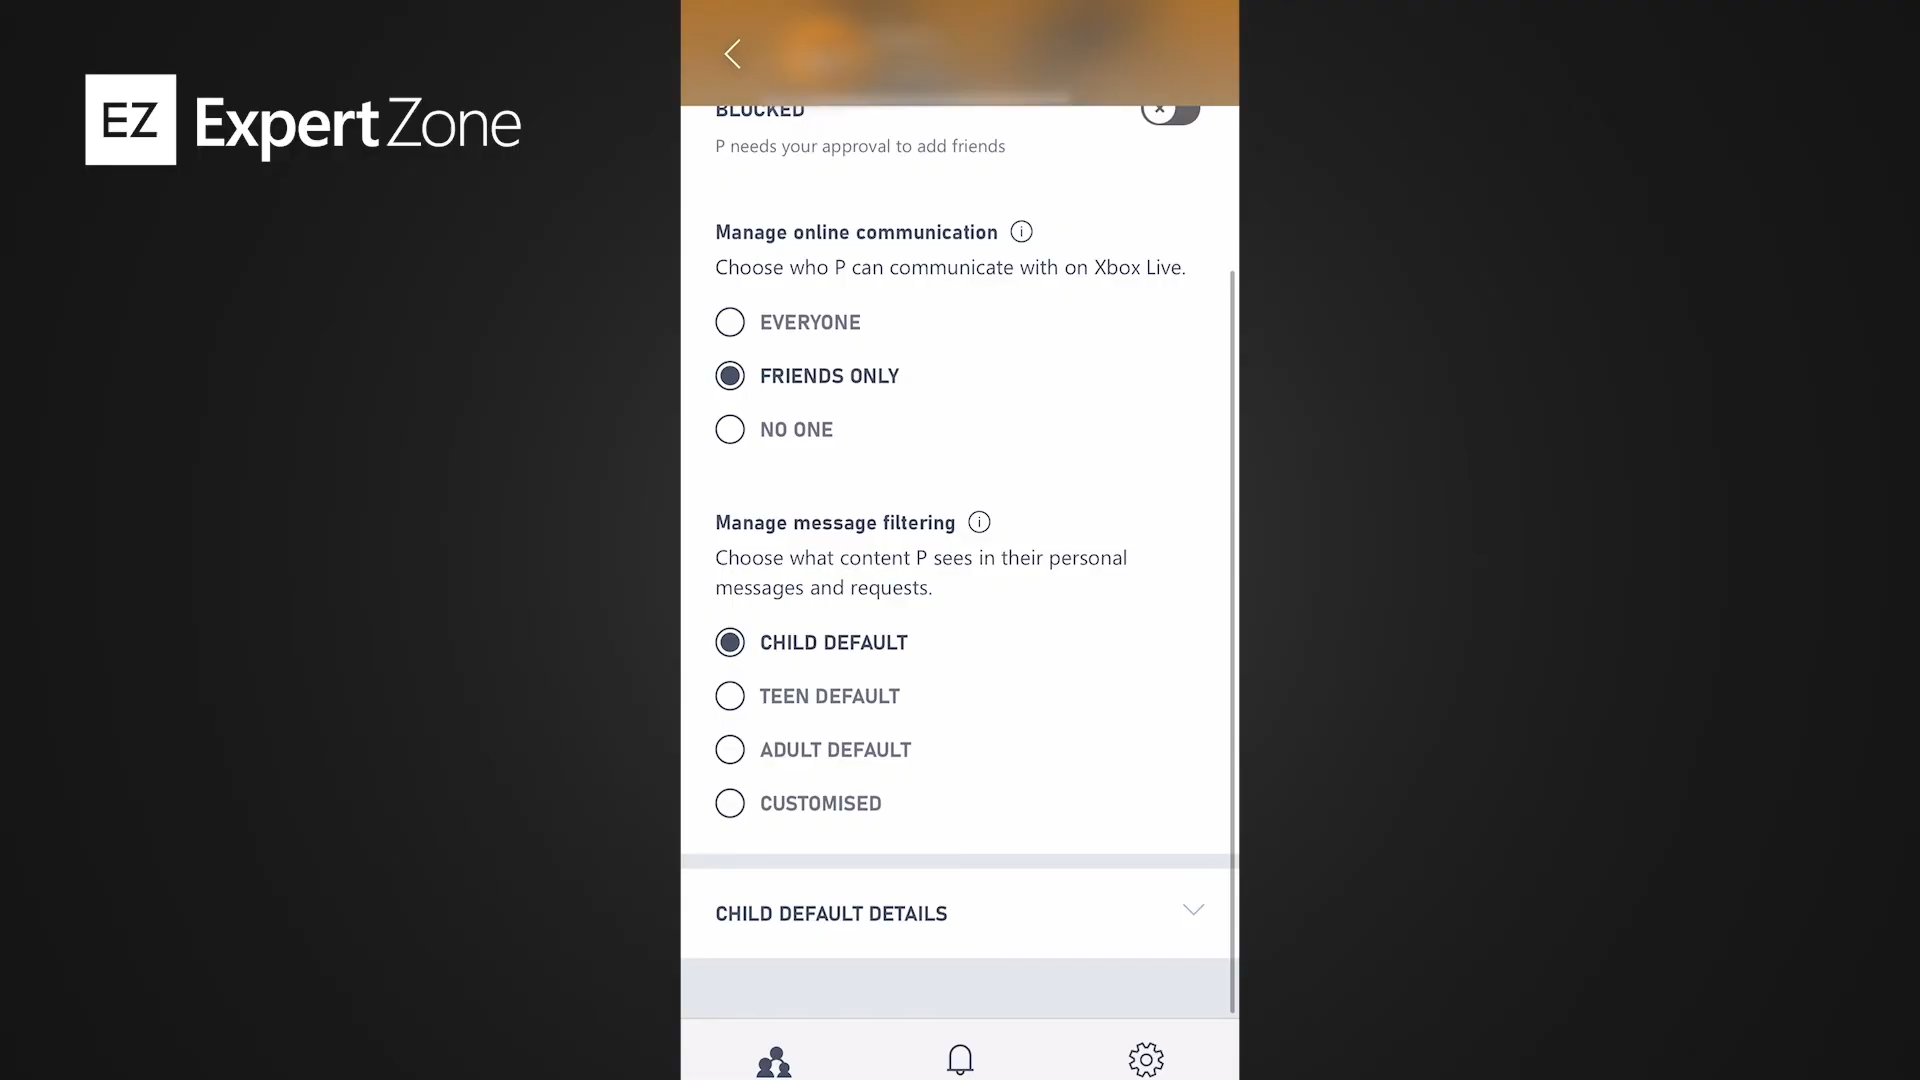 EZ Expert Zone
BLOCKED
P needs your approval to add friends
Manage online communication
Choose who P can communicate with on Xbox Live.
EVERYONE
FRIENDS ONLY
NO ONE
Manage message filtering
Choose what content P sees in their personal
messages and requests.
CHILD DEFAULT
TEEN DEFAULT
ADULT DEFAULT
CUSTOMISED
CHILD DEFAULT DETAILS